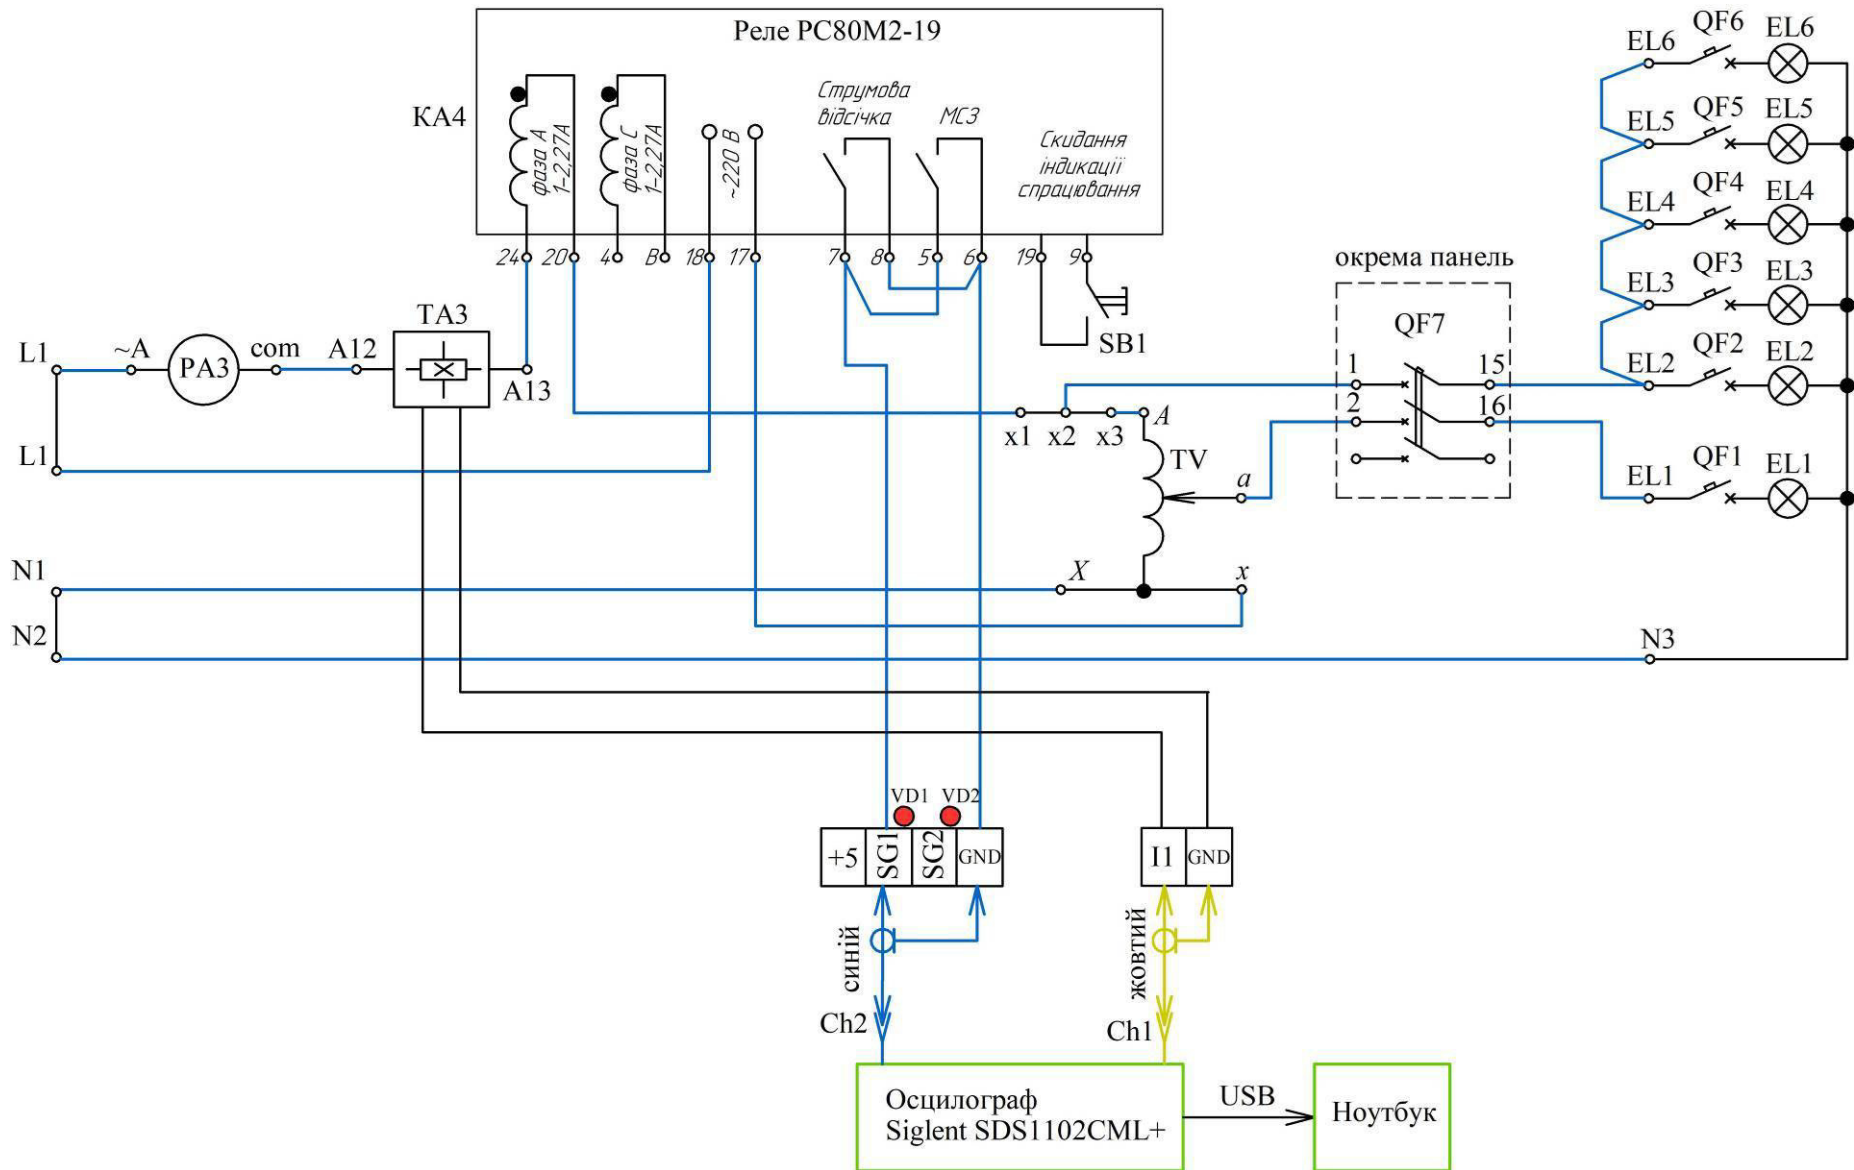 Реле РС80М2-19
КА4
фаза А
1-2,27А
фаза С
1-2,27А
~220 В
Струмова
відсічка
МСЗ
Скидання
індикації
спрацювання
24
20
4
В
18
17
7
8
5
6
19
9
SB1
L1
~A
PA3
com
A12
TA3
A13
L1
N1
N2
x1
x2
x3
A
TV
a
X
x
окрема панель
QF7
1
15
2
16
EL6
QF6
EL6
EL5
QF5
EL5
EL4
QF4
EL4
EL3
QF3
EL3
EL2
QF2
EL2
EL1
QF1
EL1
N3
VD1
VD2
+5
SG1
SG2
GND
I1
GND
синій
жовтий
Ch2
Ch1
Осцилограф
Siglent SDS1102CML+
USB
Ноутбук